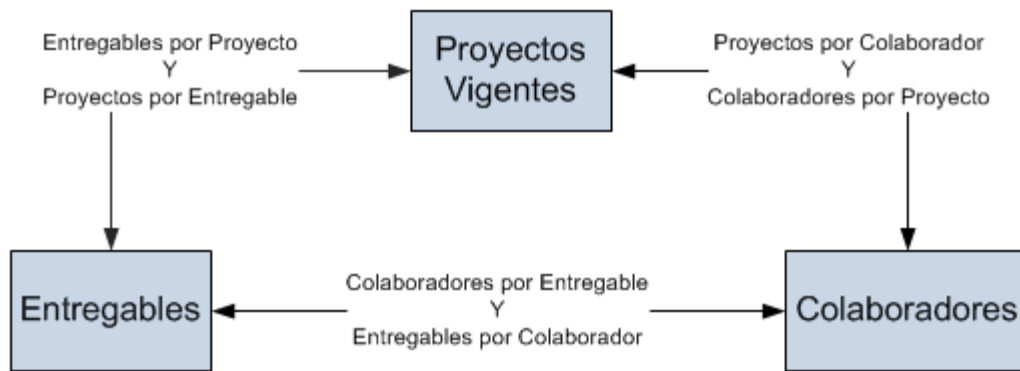 Entregables por Proyecto
Y
Proyectos por Entregable
Proyectos
Vigentes
Proyectos por Colaborador
Y
Colaboradores por Proyecto
Entregables
Colaboradores por Entregable
Y
Entregables por Colaborador
Colaboradores